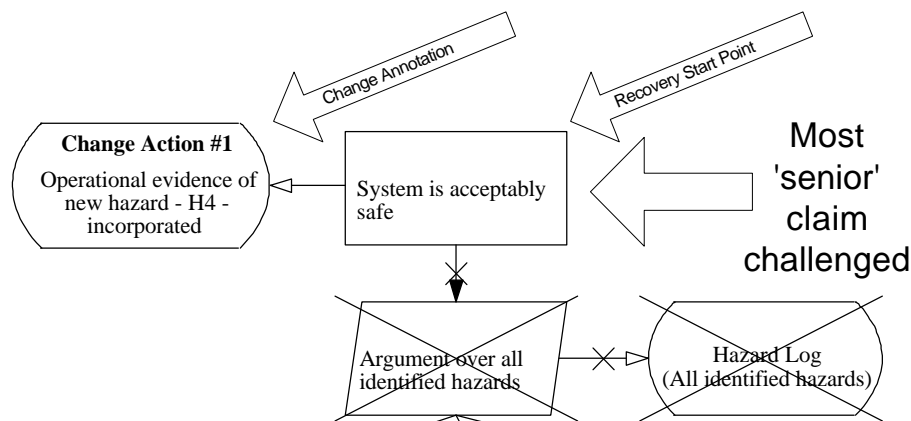 Change Annotation
Recovery Start Point
Change Action #1
Operational evidence of
new hazard - H4 -
incorporated
System is acceptably
safe
Most
'senior'
claim
challenged
Argument over all
identified hazards
Hazard Log
(All identified hazards)